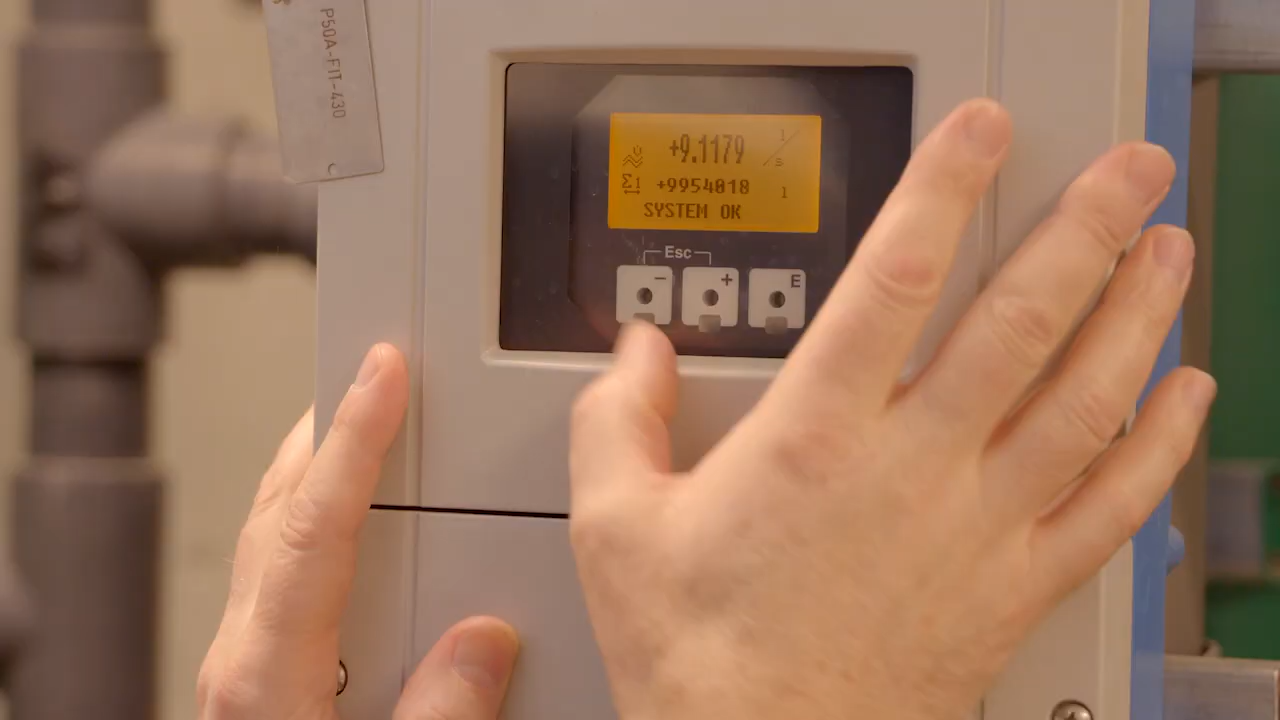 P50A-FIT-430
+9.1179 l/s
Σ1 +9954018 l
SYSTEM OK
Esc
- + E